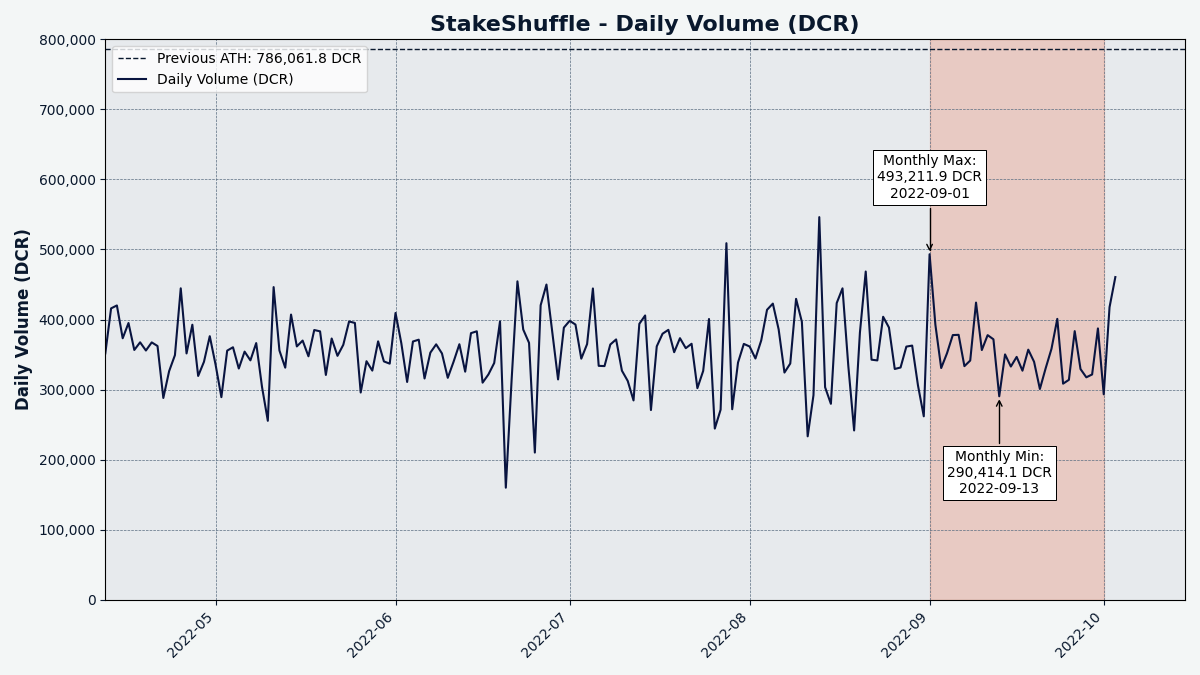 StakeShuffle - Daily Volume (DCR)
Previous ATH: 786,061.8 DCR
Daily Volume (DCR)
Daily Volume (DCR)
800,000
700,000
600,000
500,000
400,000
300,000
200,000
100,000
0
Monthly Max:
493,211.9 DCR
2022-09-01
Monthly Min:
290,414.1 DCR
2022-09-13
2022-05
2022-06
2022-07
2022-08
2022-09
2022-10